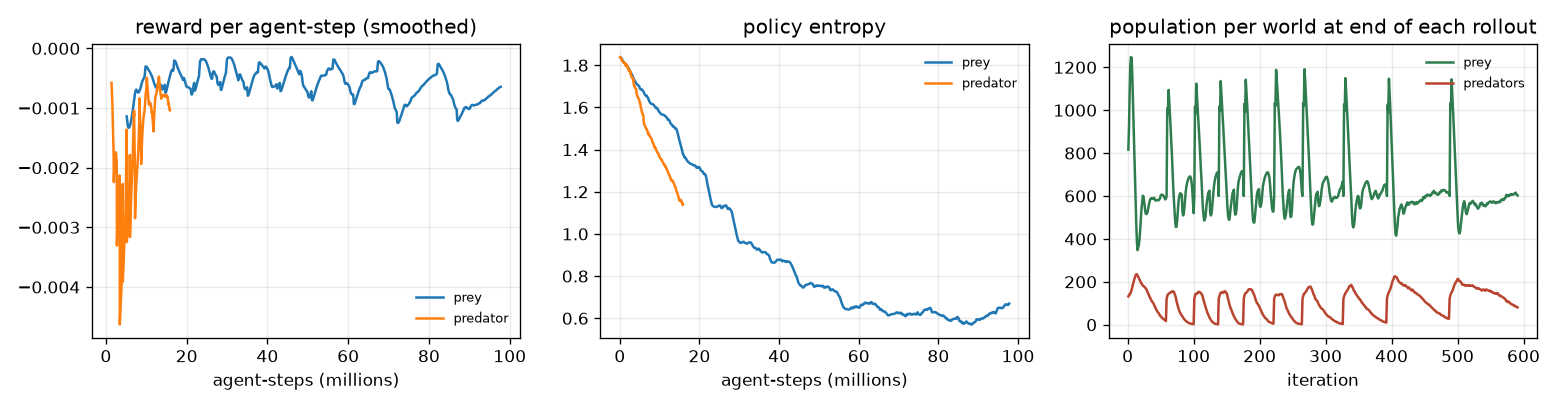 reward per agent-step (smoothed)
0.000
−0.001
−0.002
−0.003
−0.004
0 20 40 60 80 100
agent-steps (millions)
prey
predator
policy entropy
1.8
1.6
1.4
1.2
1.0
0.8
0.6
0 20 40 60 80 100
agent-steps (millions)
prey
predator
population per world at end of each rollout
1200
1000
800
600
400
200
0
0 100 200 300 400 500 600
iteration
prey
predators